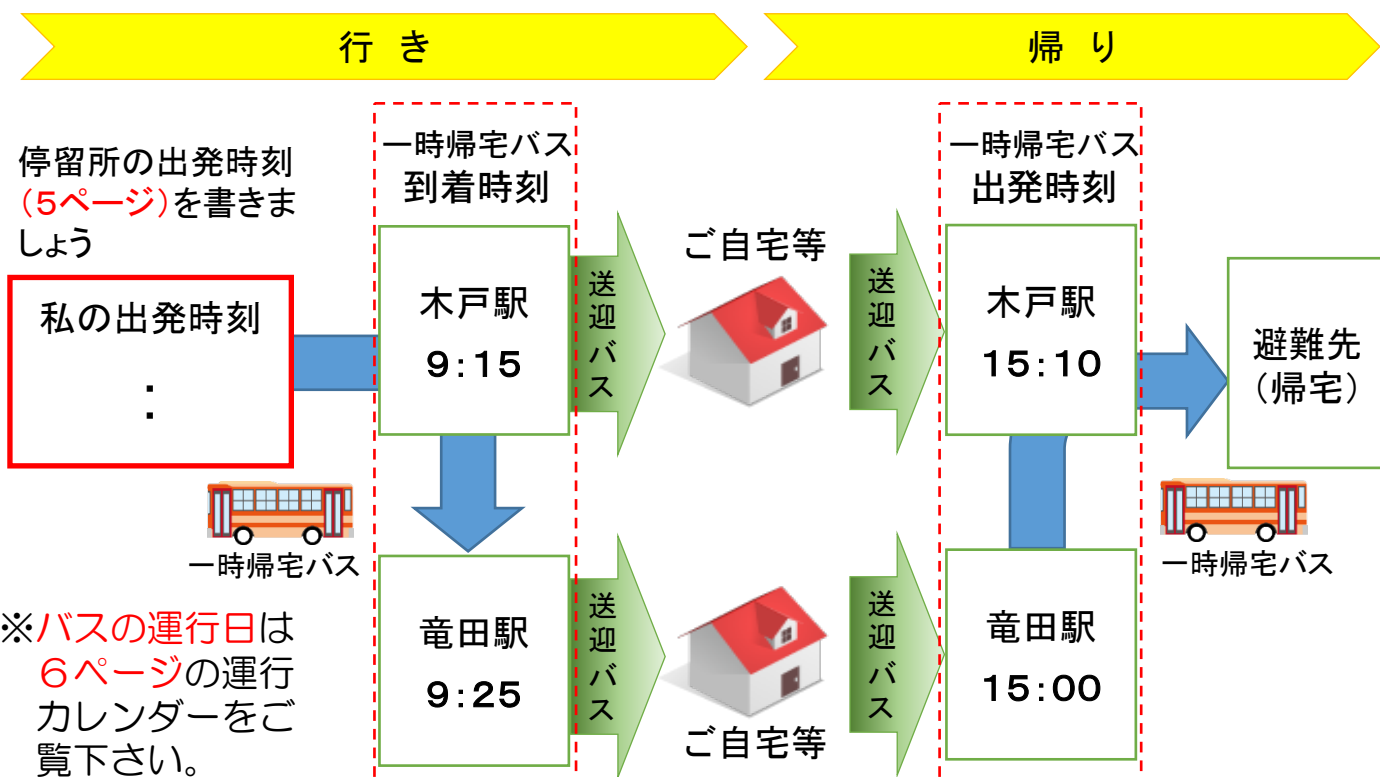 行き
帰り
停留所の出発時刻
(5ページ)を書きま
しょう
私の出発時刻
:
一時帰宅バス
一時帰宅バス
到着時刻
木戸駅
9:15
送迎バス
ご自宅等
送迎バス
一時帰宅バス
出発時刻
木戸駅
15:10
避難先
(帰宅)
一時帰宅バス
竜田駅
9:25
送迎バス
ご自宅等
送迎バス
竜田駅
15:00
※バスの運行日は
6ページの運行
カレンダーをご
覧下さい。